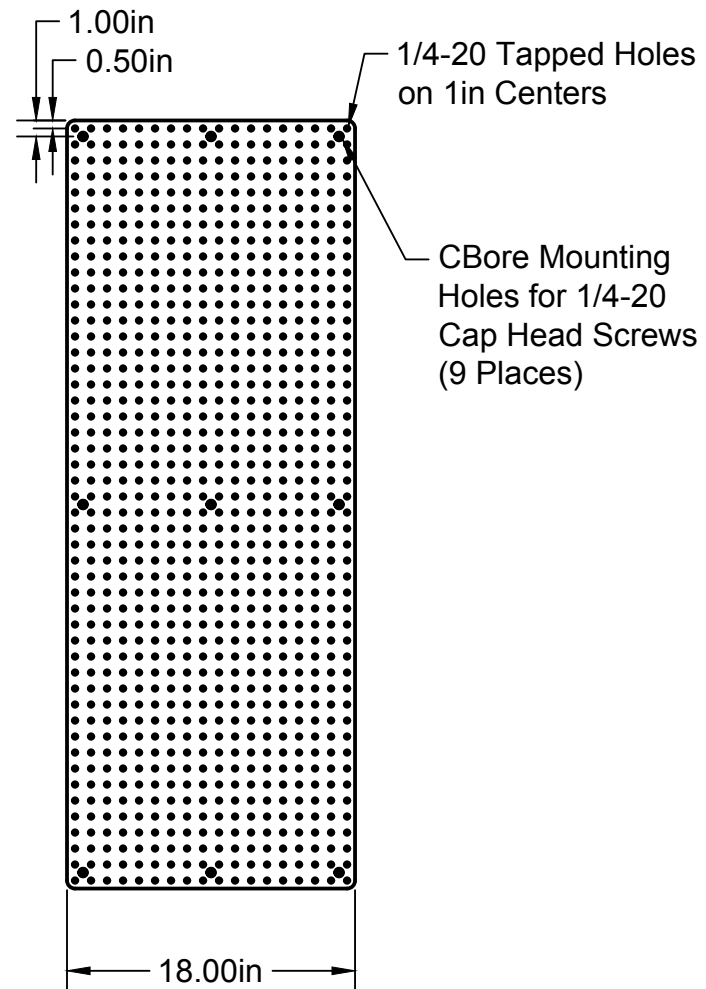 1.00in
0.50in
1/4-20 Tapped Holes
on 1in Centers
CBore Mounting
Holes for 1/4-20
Cap Head Screws
(9 Places)
18.00in